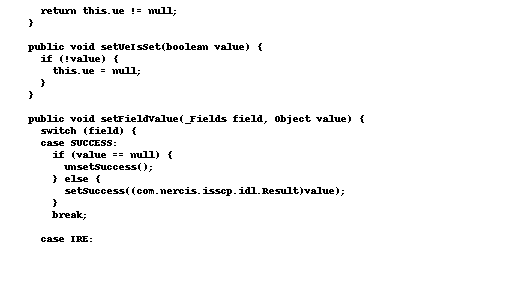 return this.ue != null;
}
public void setUeIsSet(boolean value) {
if (!value) {
this.ue = null;
}
}
public void setFieldValue(_Fields field, Object value) {
switch (field) {
case SUCCESS:
if (value == null) {
unsetSuccess();
} else {
setSuccess((com.nercis.isscp.idl.Result)value);
}
break;
case IRE: